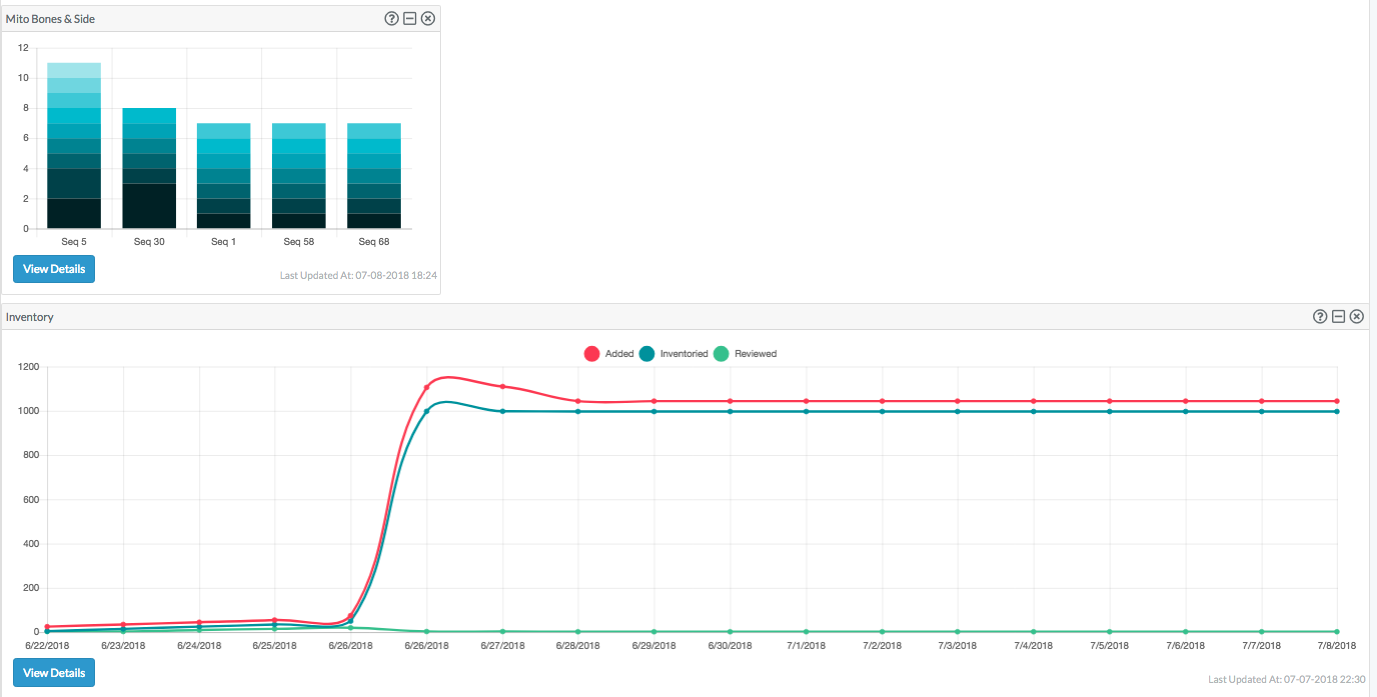 Mito Bones & Side
12
10
8
6
4
2
0
Seq 5 Seq 30 Seq 1 Seq 58 Seq 68
View Details
Last Updated At: 07-08-2018 18:24
Inventory
Added Inventoried Reviewed
1200
1000
800
600
400
200
0
6/22/2018 6/23/2018 6/24/2018 6/25/2018 6/26/2018 6/26/2018 6/27/2018 6/28/2018 6/29/2018 6/30/2018 7/1/2018 7/2/2018 7/3/2018 7/4/2018 7/5/2018 7/6/2018 7/7/2018 7/8/2018
View Details
Last Updated At: 07-07-2018 22:30